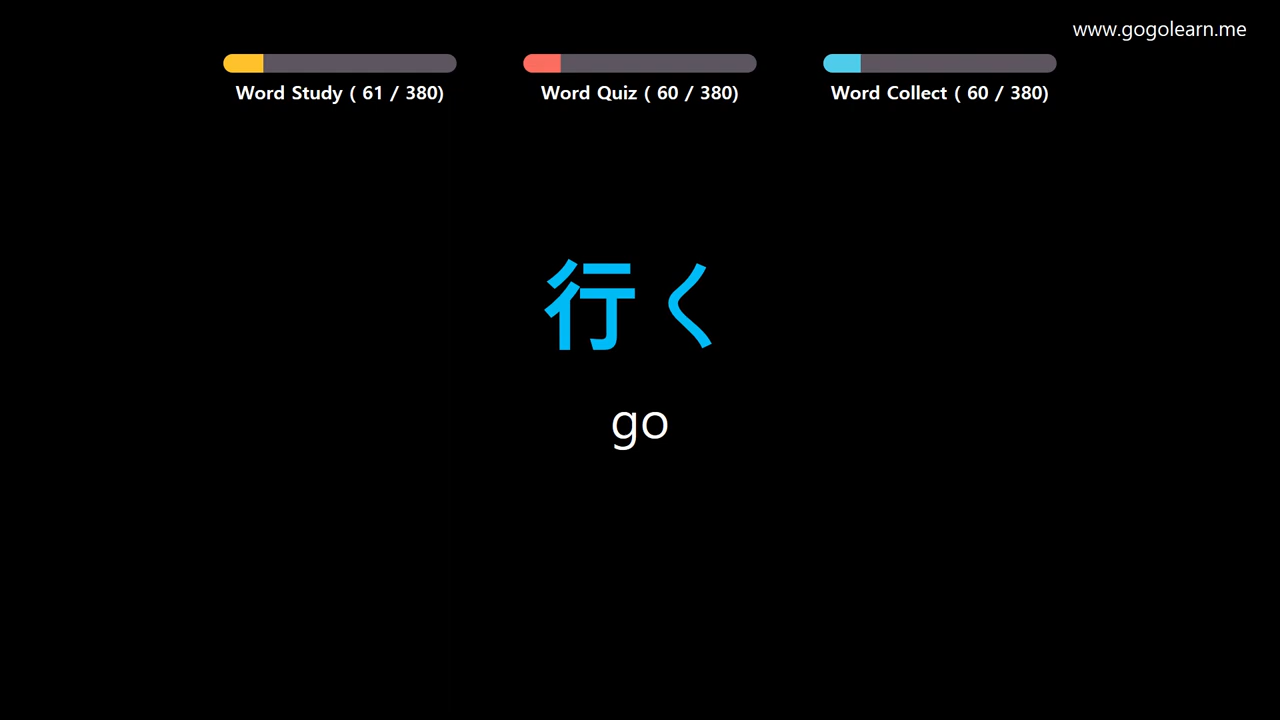 www.gogolearn.me
Word Study ( 61 / 380)
Word Quiz ( 60 / 380)
Word Collect ( 60 / 380)
行く
go